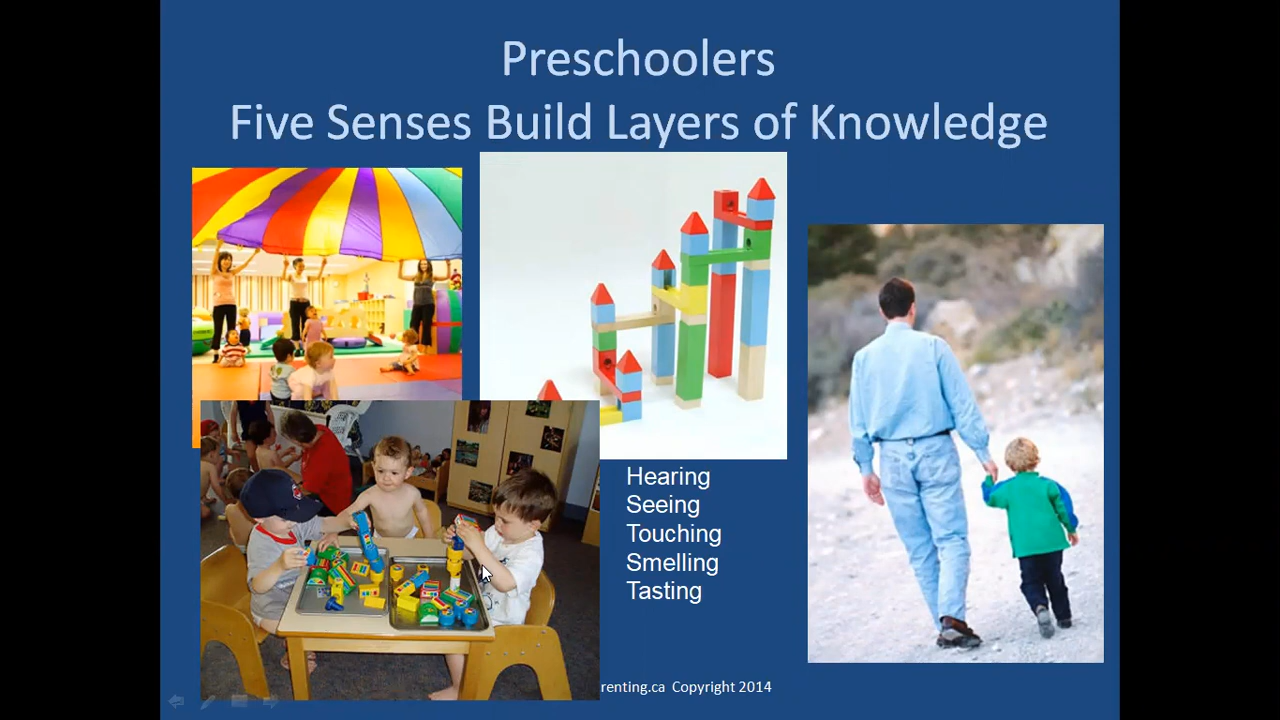 Preschoolers
Five Senses Build Layers of Knowledge
Hearing
Seeing
Touching
Smelling
Tasting
renting.ca Copyright 2014